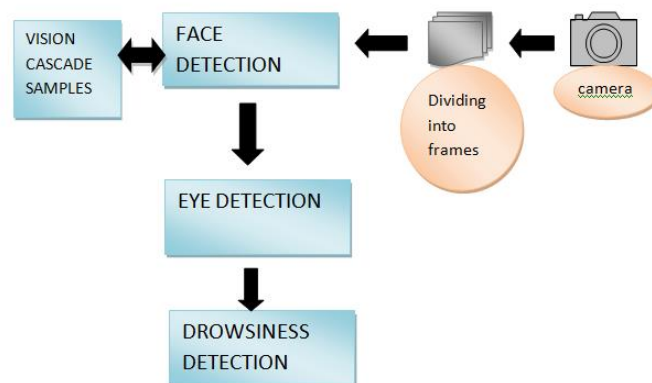 VISION
CASCADE
SAMPLES
FACE
DETECTION
Dividing
into
frames
camera
EYE DETECTION
DROWSINESS
DETECTION